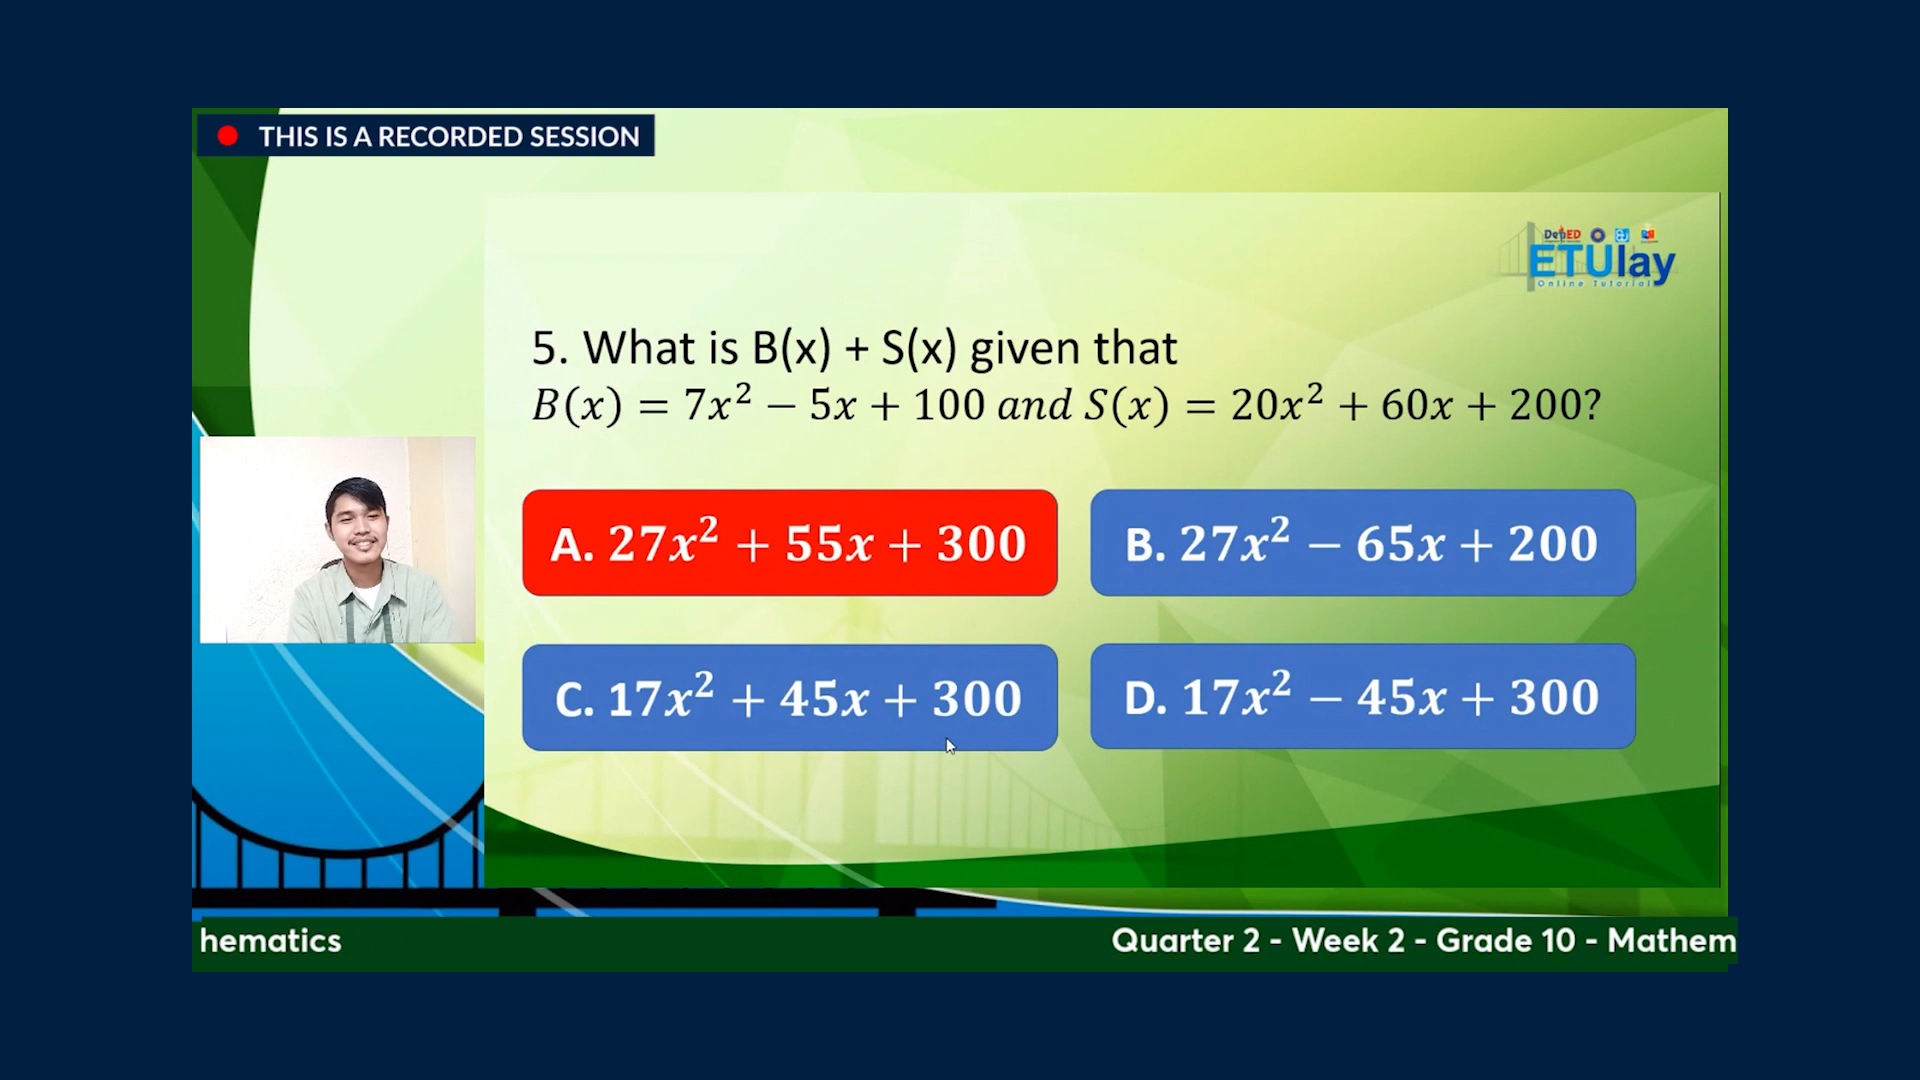 THIS IS A RECORDED SESSION
DepED
ETUlay
Online Tutorial
5. What is B(x) + S(x) given that
B(x) = 7x² − 5x + 100 and S(x) = 20x² + 60x + 200?
A. 27x² + 55x + 300
B. 27x² − 65x + 200
C. 17x² + 45x + 300
D. 17x² − 45x + 300
hematics
Quarter 2 - Week 2 - Grade 10 - Mathem